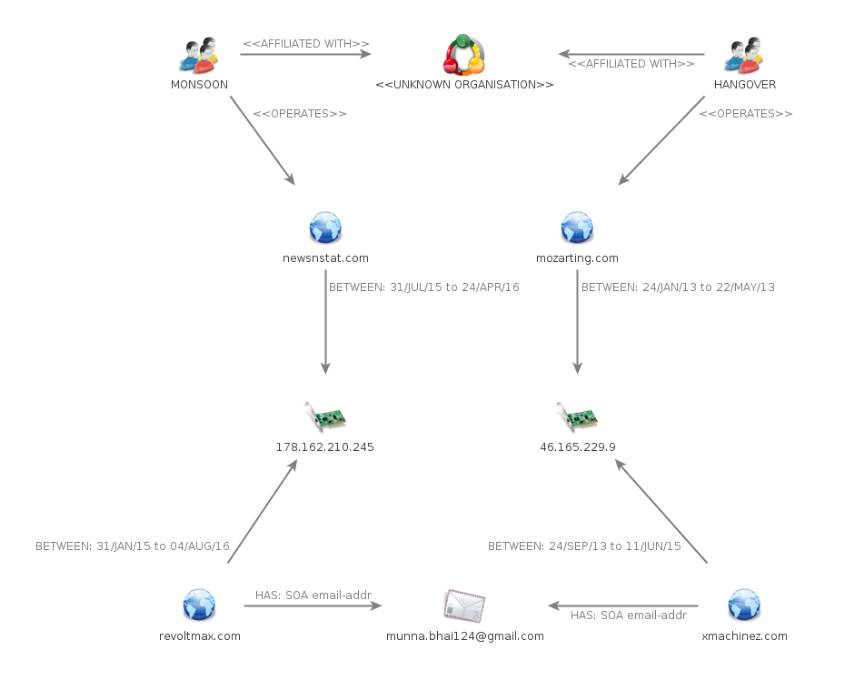 <<AFFILIATED WITH>>
<<AFFILIATED WITH>>
MONSOON
<<UNKNOWN ORGANISATION>>
HANGOVER
<<OPERATES>>
<<OPERATES>>
newsnstat.com
mozarting.com
BETWEEN: 31/JUL/15 to 24/APR/16
BETWEEN: 24/JAN/13 to 22/MAY/13
178.162.210.245
46.165.229.9
BETWEEN: 31/JAN/15 to 04/AUG/16
BETWEEN: 24/SEP/13 to 11/JUN/15
HAS: SOA email-addr
HAS: SOA email-addr
revoltmax.com
munna.bhai124@gmail.com
xmachinez.com